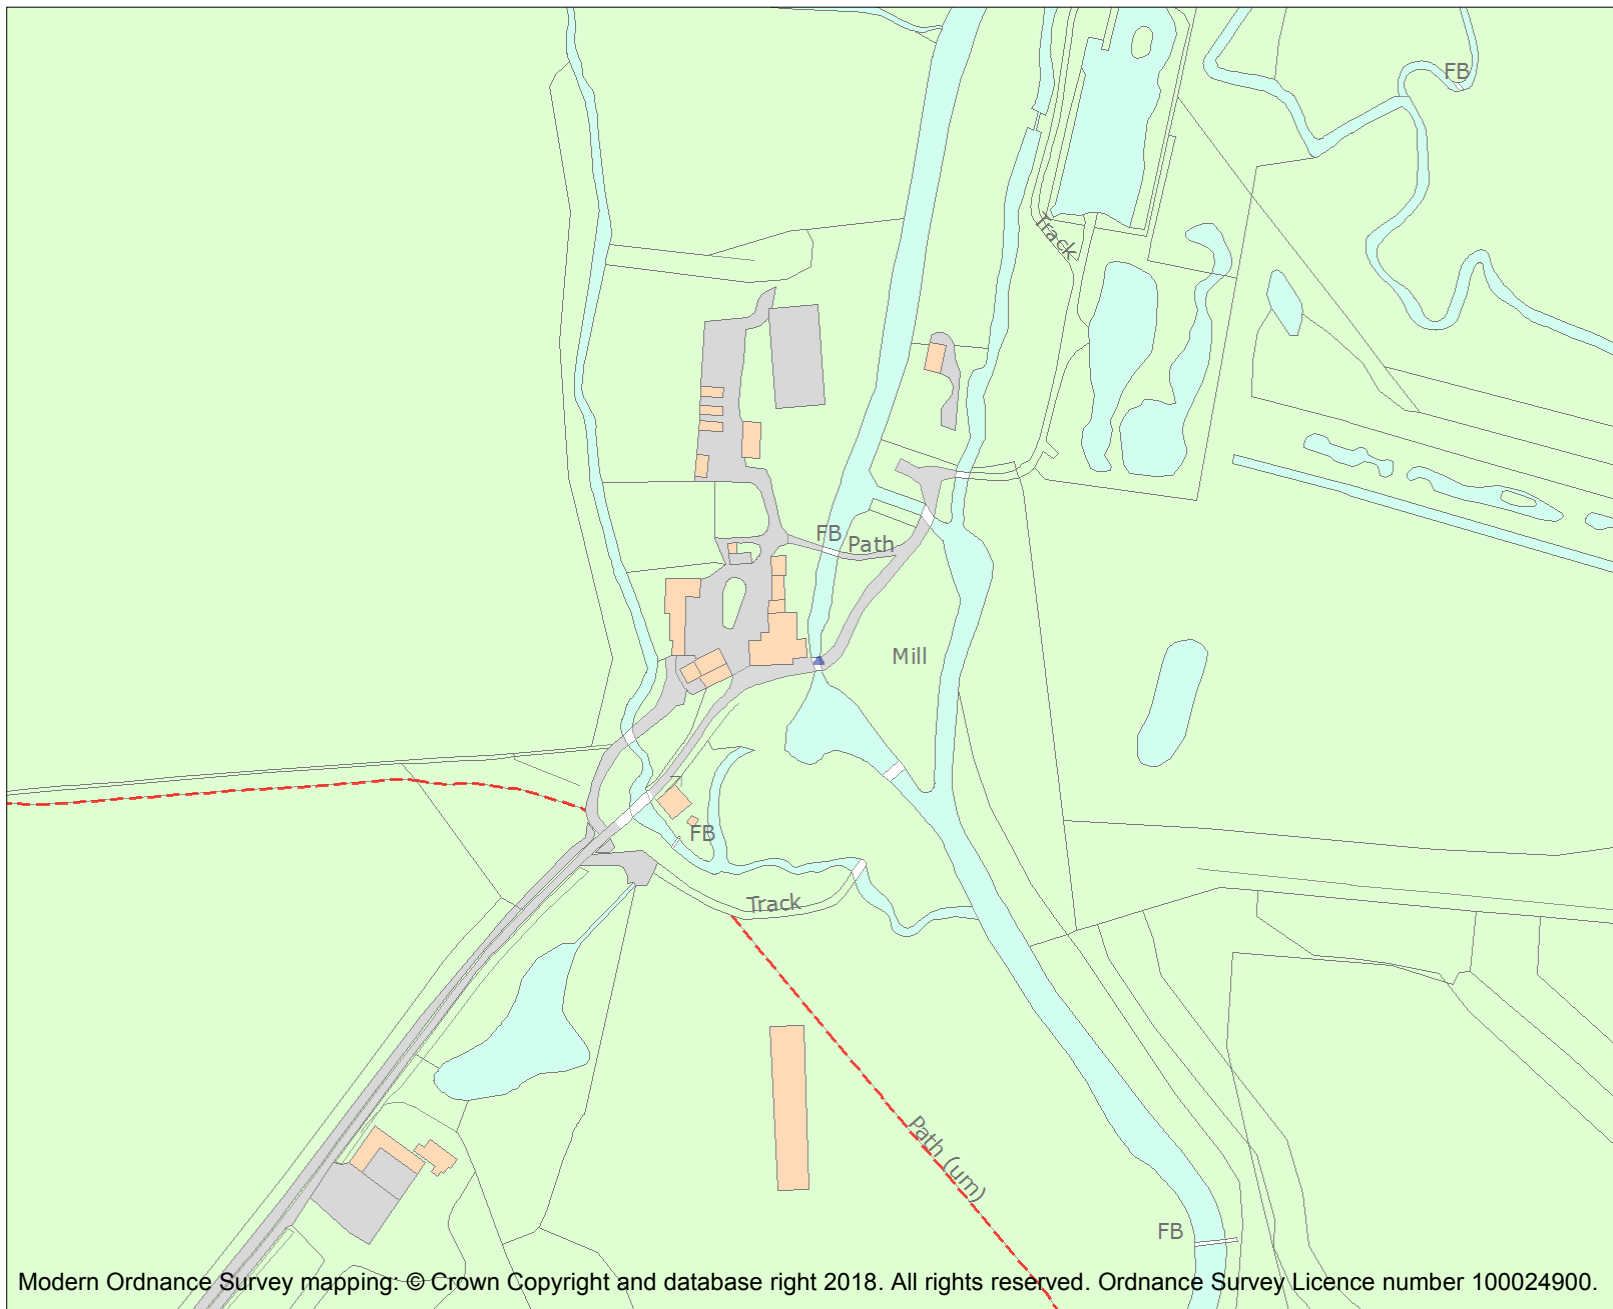 FB
Track
FB
Path
Mill
FB
Track
Path (um)
FB
Modern Ordnance Survey mapping: © Crown Copyright and database right 2018. All rights reserved. Ordnance Survey Licence number 100024900.